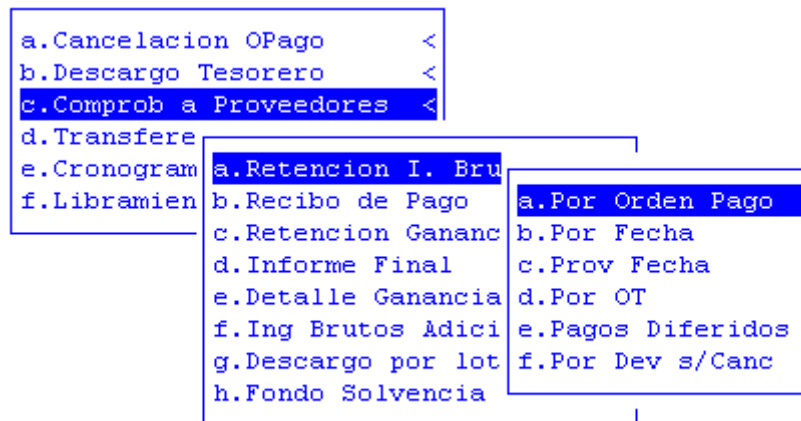 a.Cancelacion OPago <
b.Descargo Tesorero <
c.Comprob a Proveedores <
d.Transfere
e.Cronogram
f.Libramien
a.Retencion I. Bru
b.Recibo de Pago
c.Retencion Gananc
d.Informe Final
e.Detalle Ganancia
f.Ing Brutos Adici
g.Descargo por lot
h.Fondo Solvencia
a.Por Orden Pago
b.Por Fecha
c.Prov Fecha
d.Por OT
e.Pagos Diferidos
f.Por Dev s/Canc